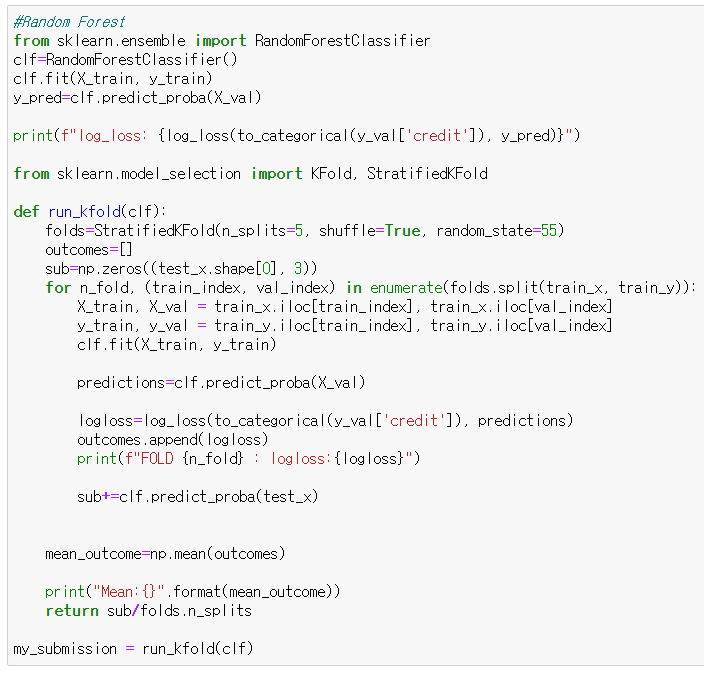 #Random Forest
from sklearn.ensemble import RandomForestClassifier
clf=RandomForestClassifier()
clf.fit(X_train, y_train)
y_pred=clf.predict_proba(X_val)

print(f"log_loss: {log_loss(to_categorical(y_val['credit']), y_pred)}")

from sklearn.model_selection import KFold, StratifiedKFold

def run_kfold(clf):
    folds=StratifiedKFold(n_splits=5, shuffle=True, random_state=55)
    outcomes=[]
    sub=np.zeros((test_x.shape[0], 3))
    for n_fold, (train_index, val_index) in enumerate(folds.split(train_x, train_y)):
        X_train, X_val = train_x.iloc[train_index], train_x.iloc[val_index]
        y_train, y_val = train_y.iloc[train_index], train_y.iloc[val_index]
        clf.fit(X_train, y_train)

        predictions=clf.predict_proba(X_val)

        logloss=log_loss(to_categorical(y_val['credit']), predictions)
        outcomes.append(logloss)
        print(f"FOLD {n_fold} : logloss:{logloss}")

        sub+=clf.predict_proba(test_x)


    mean_outcome=np.mean(outcomes)

    print("Mean:{}".format(mean_outcome))
    return sub/folds.n_splits

my_submission = run_kfold(clf)